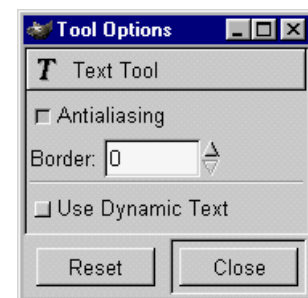 Tool Options
T Text Tool
Antialiasing
Border: 0
Use Dynamic Text
Reset Close